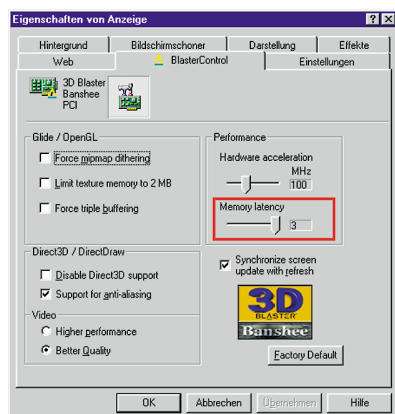 Eigenschaften von Anzeige
Hintergrund
Bildschirmschoner
Darstellung
Effekte
Web
BlasterControl
Einstellungen
3D Blaster
Banshee
PCI
Glide / OpenGL
Force mipmap dithering
Limit texture memory to 2 MB
Force triple buffering
Performance
Hardware acceleration
MHz
100
Memory latency
3
Direct3D / DirectDraw
Disable Direct3D support
Support for anti-aliasing
Synchronize screen
update with refresh
Video
Higher performance
Better Quality
3D
BLASTER
Banshee
Factory Default
OK
Abbrechen
Übernehmen
Hilfe